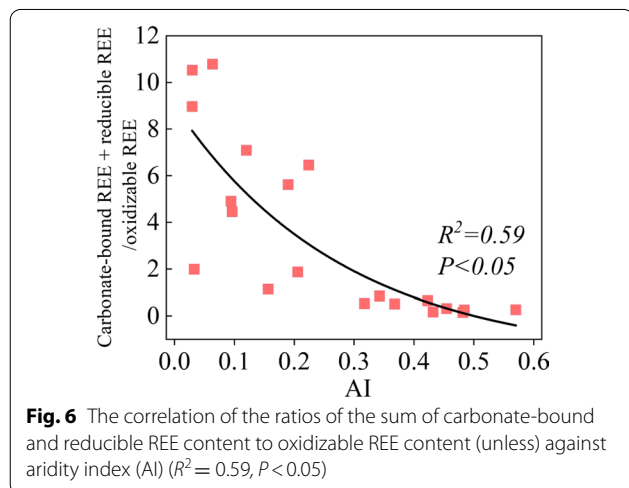 Carbonate-bound REE + reducible REE
/oxidizable REE
12
10
8
6
4
2
0
R²=0.59
P<0.05
0.0 0.1 0.2 0.3 0.4 0.5 0.6
AI
Fig. 6 The correlation of the ratios of the sum of carbonate-bound
and reducible REE content to oxidizable REE content (unless) against
aridity index (AI) (R² = 0.59, P < 0.05)